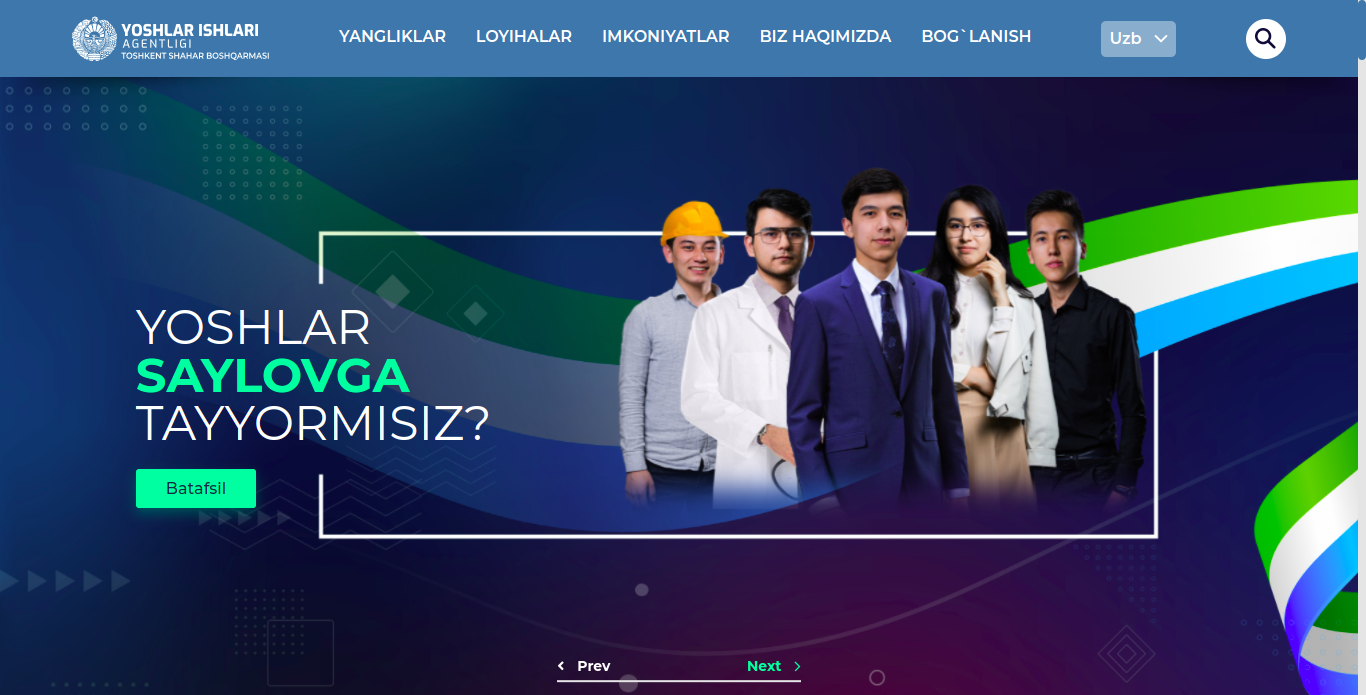 YOSHLAR ISHLARI
AGENTLIGI
TOSHKENT SHAHAR BOSHQARMASI
YANGLIKLAR
LOYIHALAR
IMKONIYATLAR
BIZ HAQIMIZDA
BOG`LANISH
Uzb
YOSHLAR
SAYLOVGA
TAYYORMISIZ?
Batafsil
Prev
Next